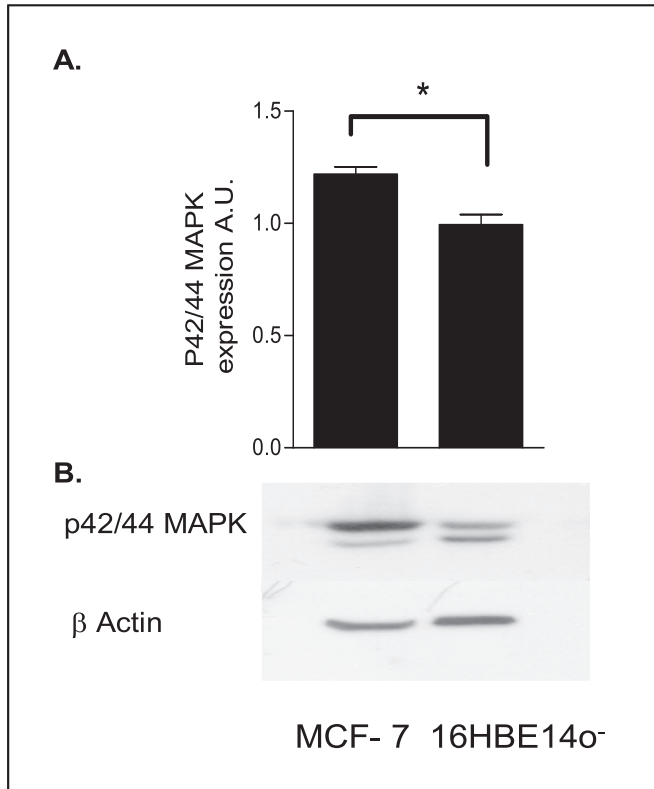 A.
*
1.5
1.0
0.5
0.0
P42/44 MAPK
expression A.U.
B.
p42/44 MAPK
β Actin
MCF- 7 16HBE14o⁻